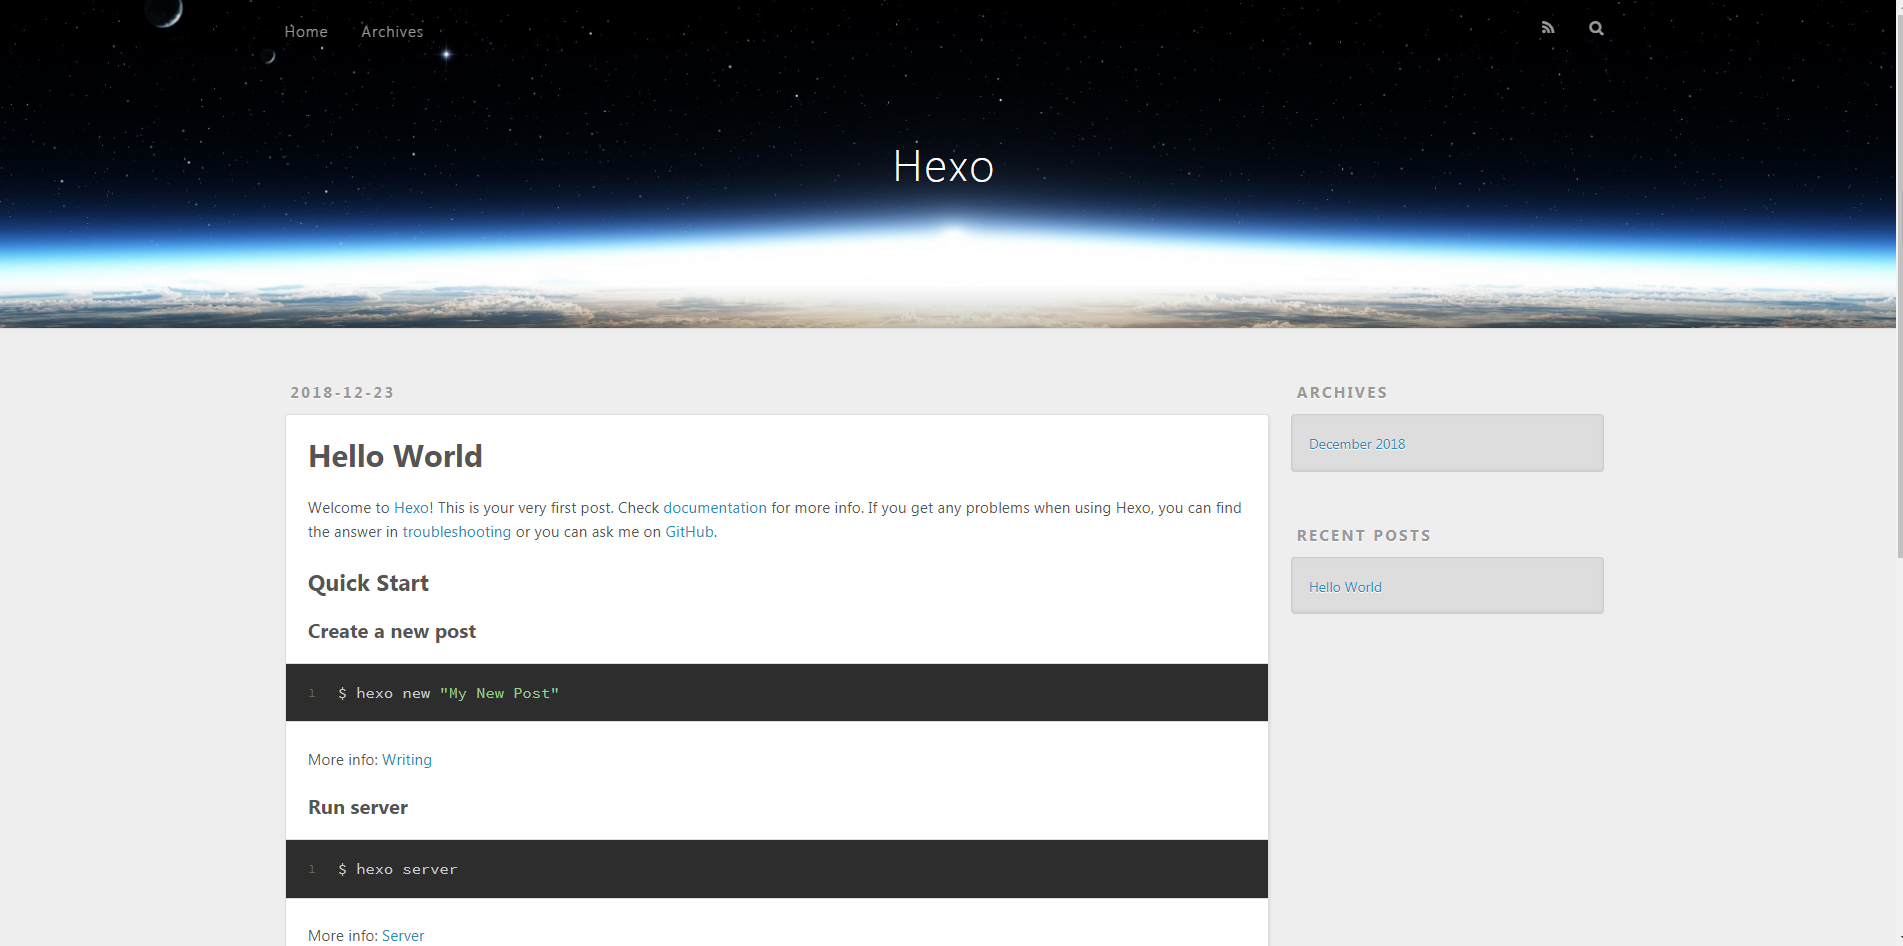 Home Archives
Hexo
2018-12-23
Hello World
Welcome to Hexo! This is your very first post. Check documentation for more info. If you get any problems when using Hexo, you can find
the answer in troubleshooting or you can ask me on GitHub.
Quick Start
Create a new post
1 $ hexo new "My New Post"
More info: Writing
Run server
1 $ hexo server
More info: Server
ARCHIVES
December 2018
RECENT POSTS
Hello World